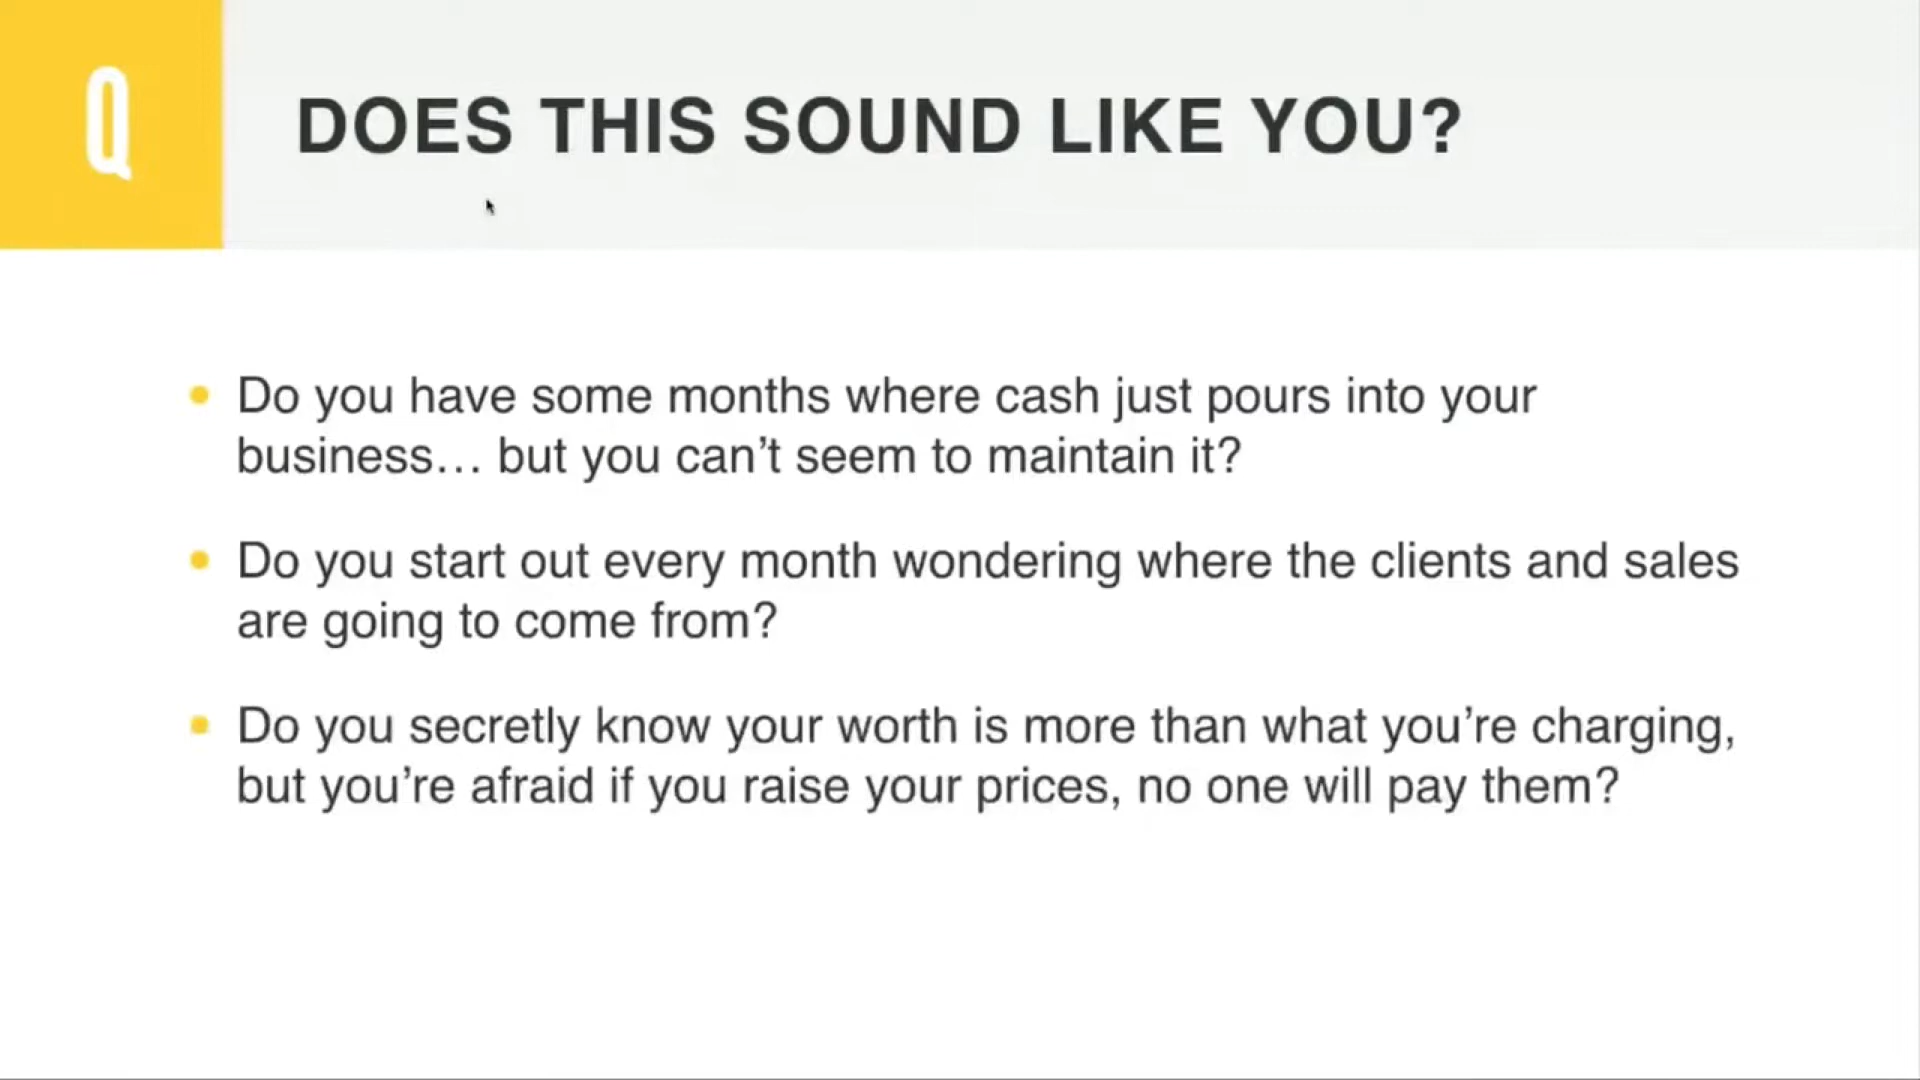 Q
DOES THIS SOUND LIKE YOU?
• Do you have some months where cash just pours into your
business… but you can’t seem to maintain it?
• Do you start out every month wondering where the clients and sales
are going to come from?
• Do you secretly know your worth is more than what you’re charging,
but you’re afraid if you raise your prices, no one will pay them?